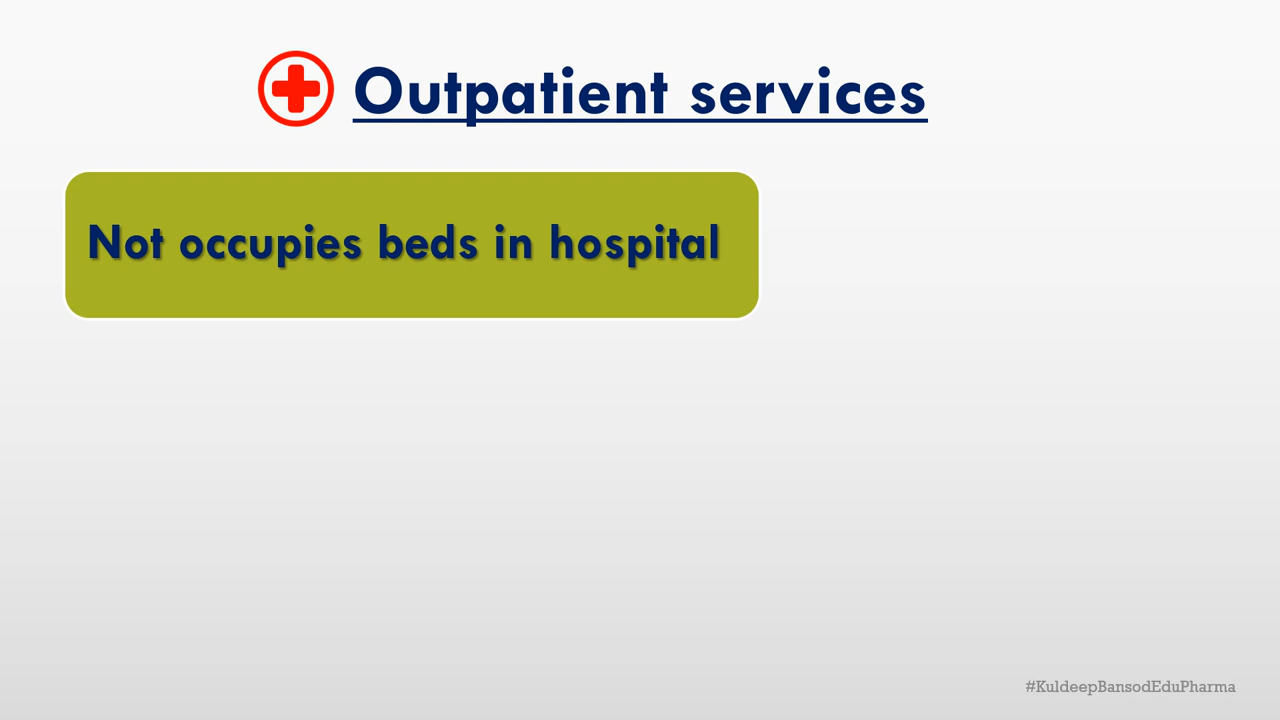 Outpatient services
Not occupies beds in hospital
#KuldeepBansodEduPharma